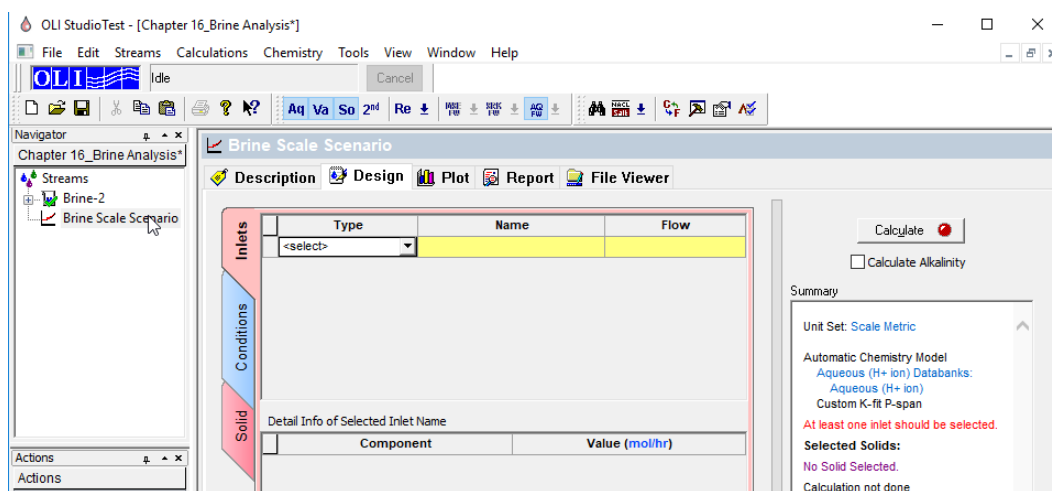 OLI StudioTest - [Chapter 16_Brine Analysis*]
File Edit Streams Calculations Chemistry Tools View Window Help
OLI Idle Cancel
Aq Va So 2nd Re
Navigator
Chapter 16_Brine Analysis*
Streams
Brine-2
Brine Scale Scenario
Actions
Actions
Brine Scale Scenario
Description Design Plot Report File Viewer
Inlets
Conditions
Solid
Type Name Flow
<select>
Detail Info of Selected Inlet Name
Component Value (mol/hr)
Calculate
Calculate Alkalinity
Summary
Unit Set: Scale Metric
Automatic Chemistry Model
Aqueous (H+ ion) Databanks:
Aqueous (H+ ion)
Custom K-fit P-span
At least one inlet should be selected.
Selected Solids:
No Solid Selected.
Calculation not done